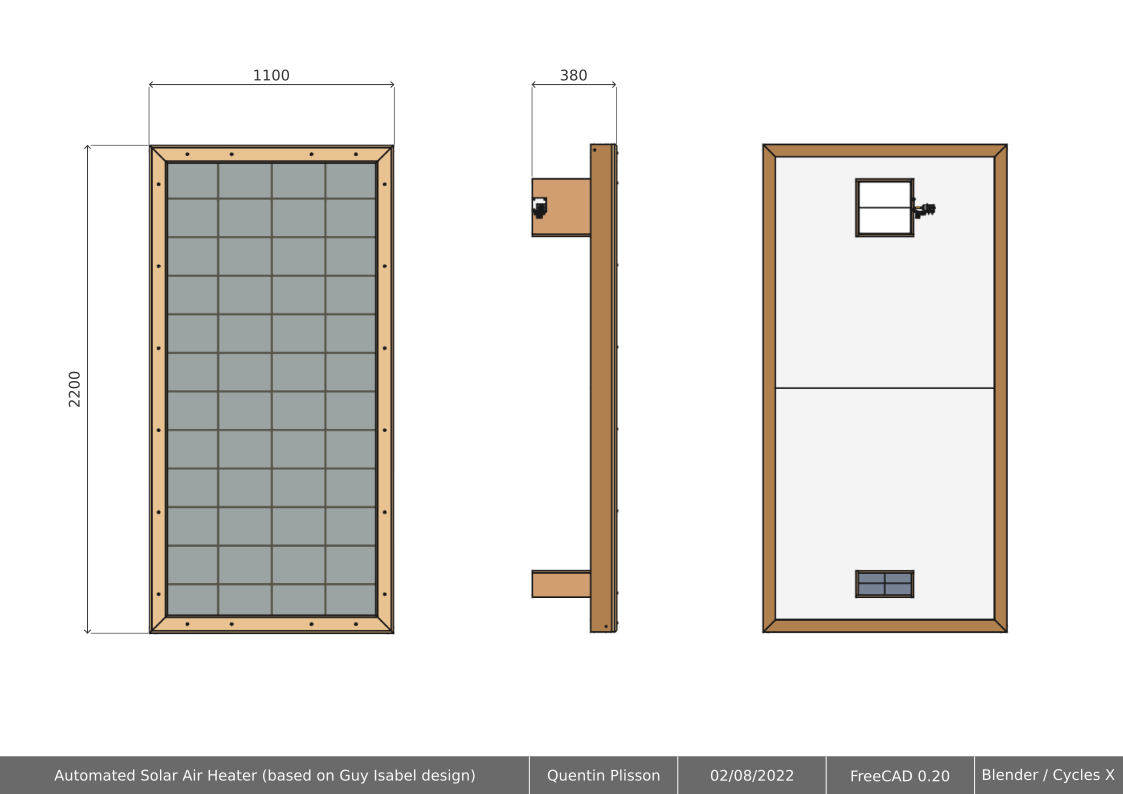 1100
380
2200
Automated Solar Air Heater (based on Guy Isabel design)
Quentin Plisson
02/08/2022
FreeCAD 0.20
Blender / Cycles X